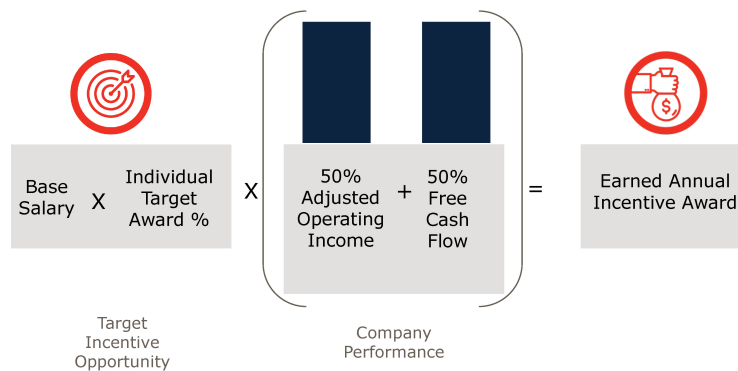 Base
Salary
X
Individual
Target
Award %
X
50%
Adjusted
Operating
Income
+
50%
Free
Cash
Flow
=
Earned Annual
Incentive Award
$
Target
Incentive
Opportunity
Company
Performance